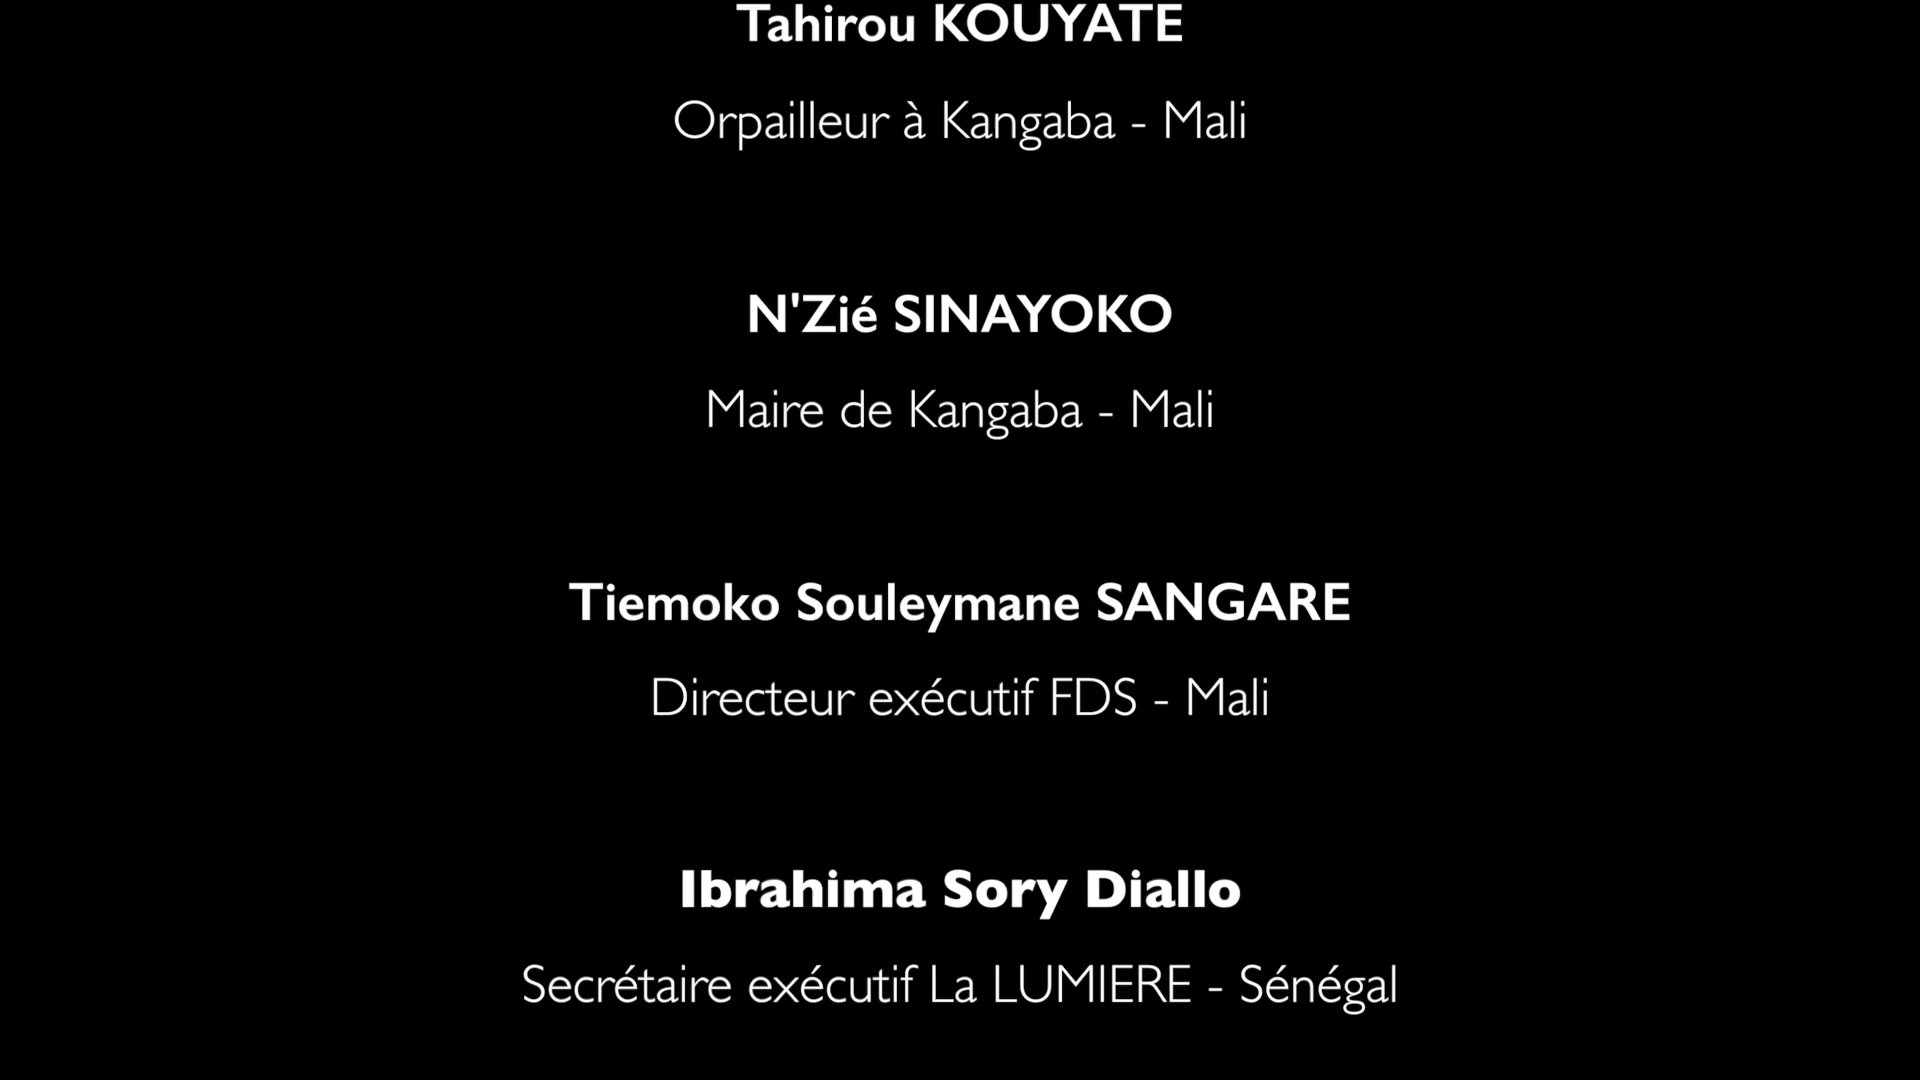 Tahirou KOUYATE
Orpailleur à Kangaba - Mali
N'Zié SINAYOKO
Maire de Kangaba - Mali
Tiemoko Souleymane SANGARE
Directeur exécutif FDS - Mali
Ibrahima Sory Diallo
Secrétaire exécutif La LUMIERE - Sénégal